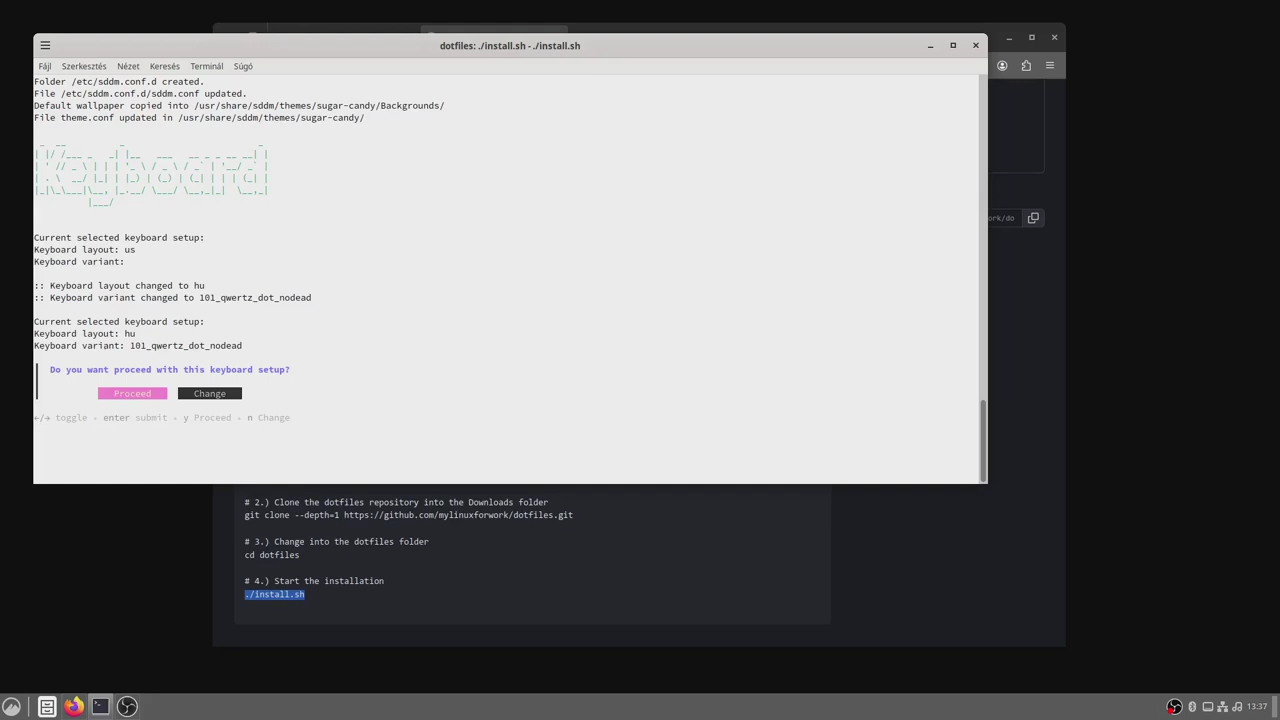 dotfiles: ./install.sh - ./install.sh
Fájl Szerkesztés Nézet Keresés Terminál Súgó
Folder /etc/sddm.conf.d created.
File /etc/sddm.conf.d/sddm.conf updated.
Default wallpaper copied into /usr/share/sddm/themes/sugar-candy/Backgrounds/
File theme.conf updated in /usr/share/sddm/themes/sugar-candy/
Keyboard
ork/do
Current selected keyboard setup:
Keyboard layout: us
Keyboard variant:
:: Keyboard layout changed to hu
:: Keyboard variant changed to 101_qwertz_dot_nodead
Current selected keyboard setup:
Keyboard layout: hu
Keyboard variant: 101_qwertz_dot_nodead
Do you want proceed with this keyboard setup?
Proceed Change
←/→ toggle • enter submit • y Proceed • n Change
# 2.) Clone the dotfiles repository into the Downloads folder
git clone --depth=1 https://github.com/mylinuxforwork/dotfiles.git
# 3.) Change into the dotfiles folder
cd dotfiles
# 4.) Start the installation
./install.sh
13:37